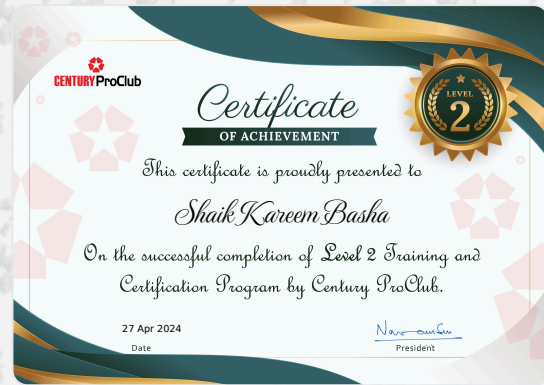 CENTURY ProClub
LEVEL
2
Certificate
OF ACHIEVEMENT
This certificate is proudly presented to
Shaik Kareem Basha
On the successful completion of Level 2 Training and
Certification Program by Century ProClub.
27 Apr 2024
Date
President